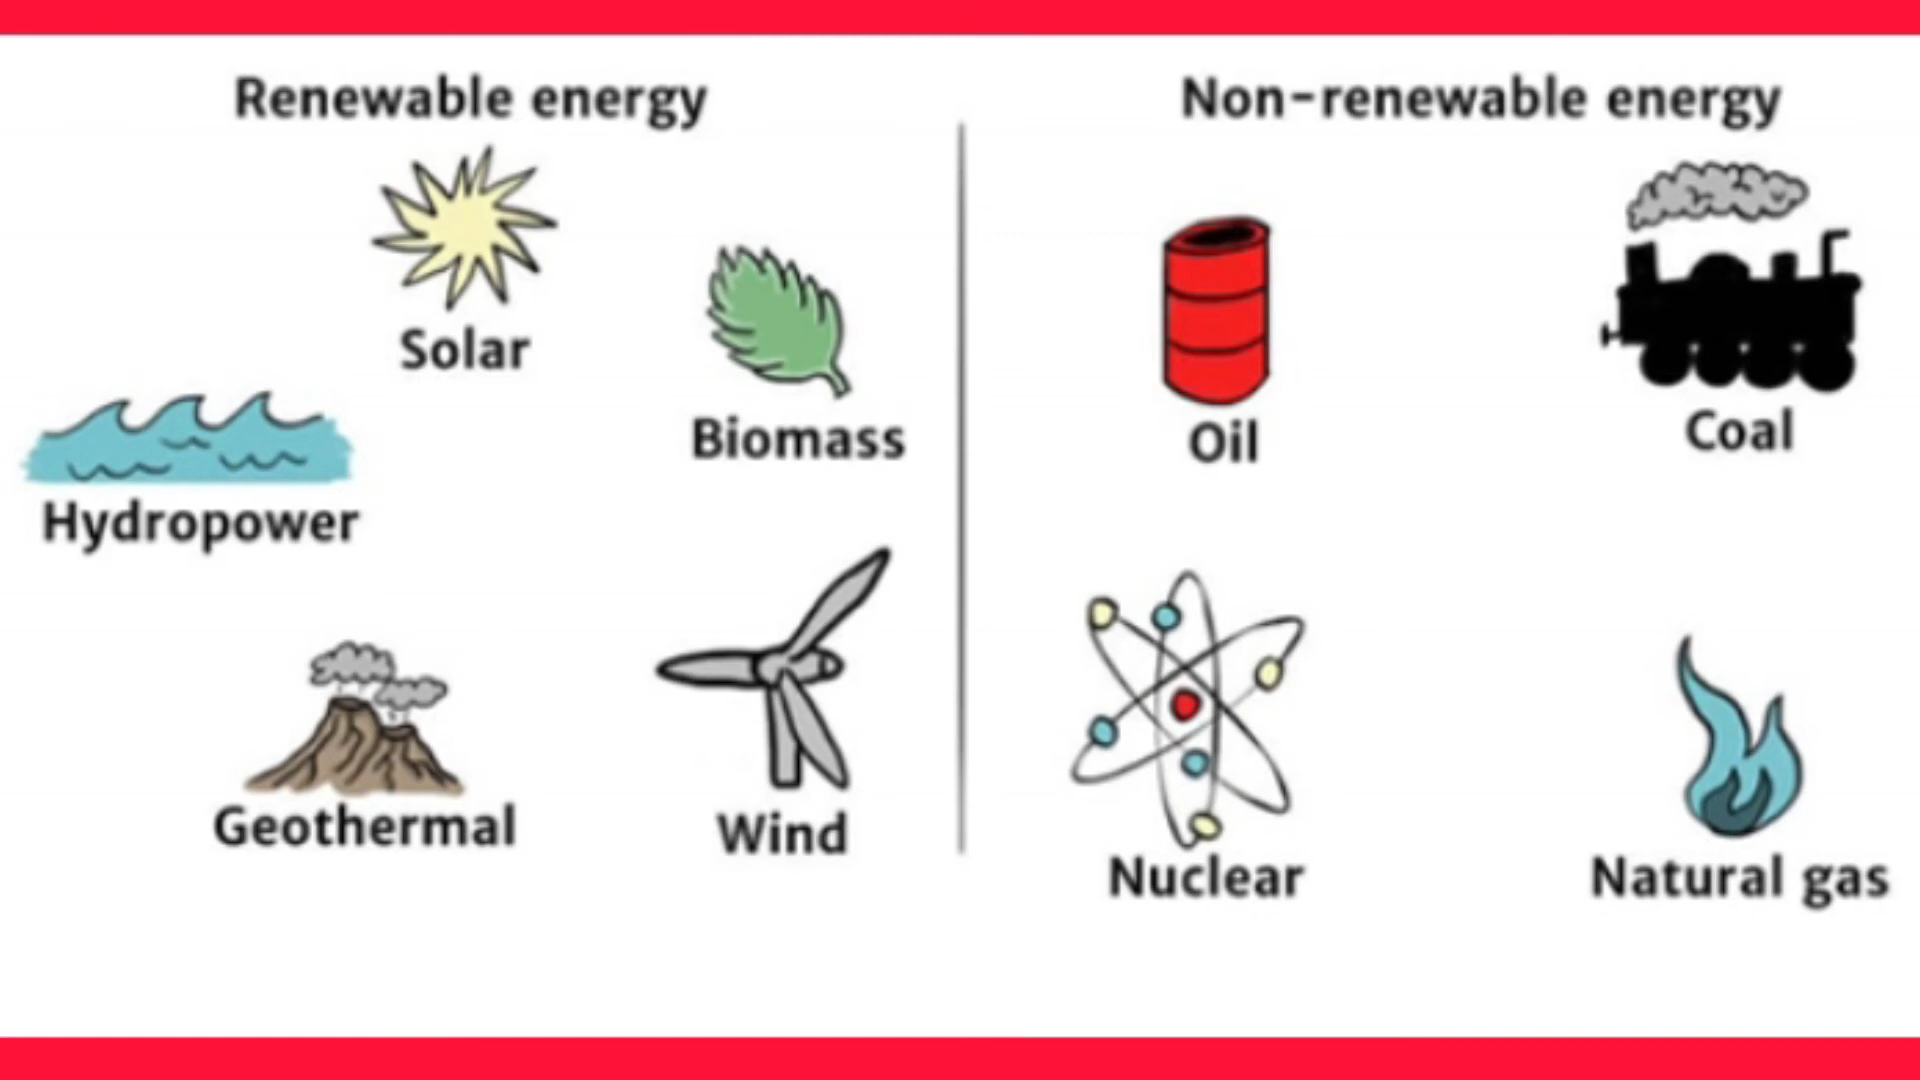 Renewable energy
Solar
Biomass
Hydropower
Geothermal
Wind
Non-renewable energy
Oil
Coal
Nuclear
Natural gas